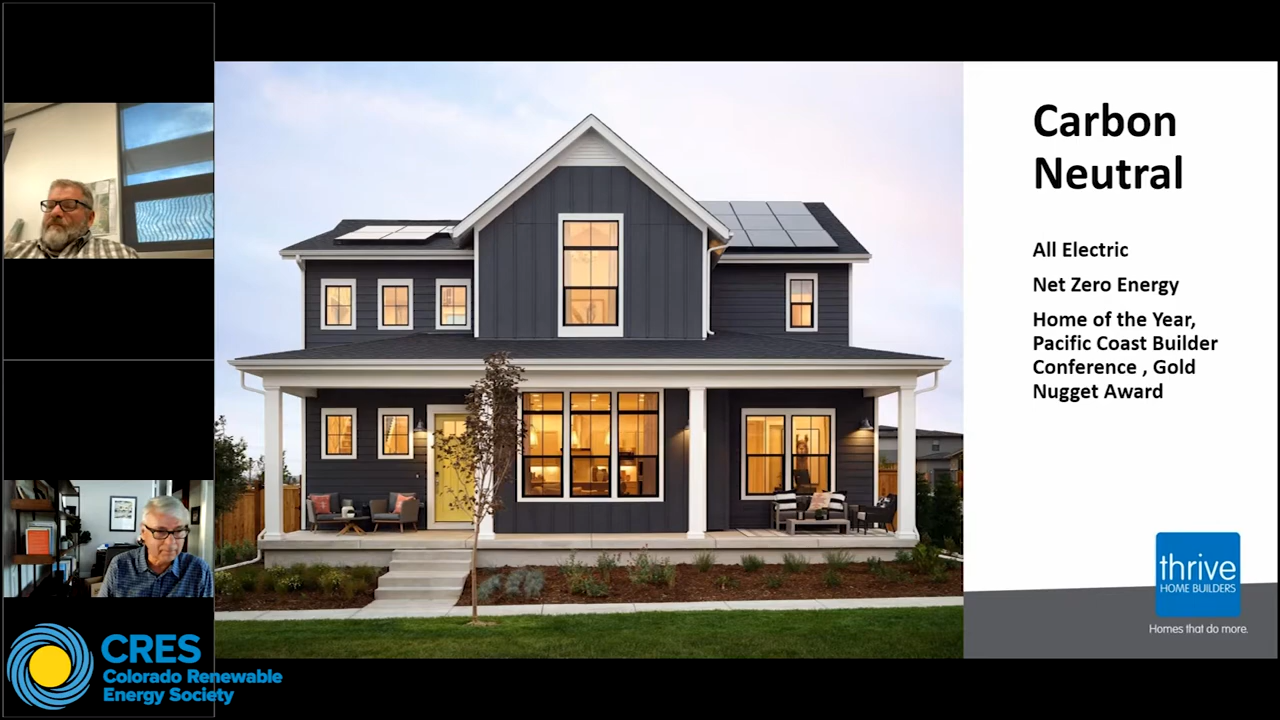 Carbon
Neutral
All Electric
Net Zero Energy
Home of the Year,
Pacific Coast Builder
Conference , Gold
Nugget Award
thrive
HOME BUILDERS
Homes that do more.
CRES
Colorado Renewable
Energy Society